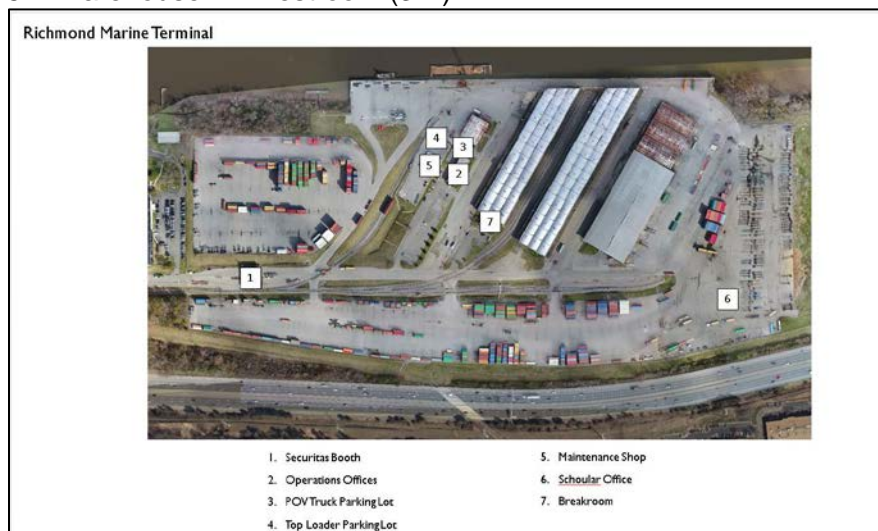 Richmond Marine Terminal
4
3
5
2
7
1
6
1. Securitas Booth
2. Operations Offices
3. POV Truck Parking Lot
4. Top Loader Parking Lot
5. Maintenance Shop
6. Schoular Office
7. Breakroom